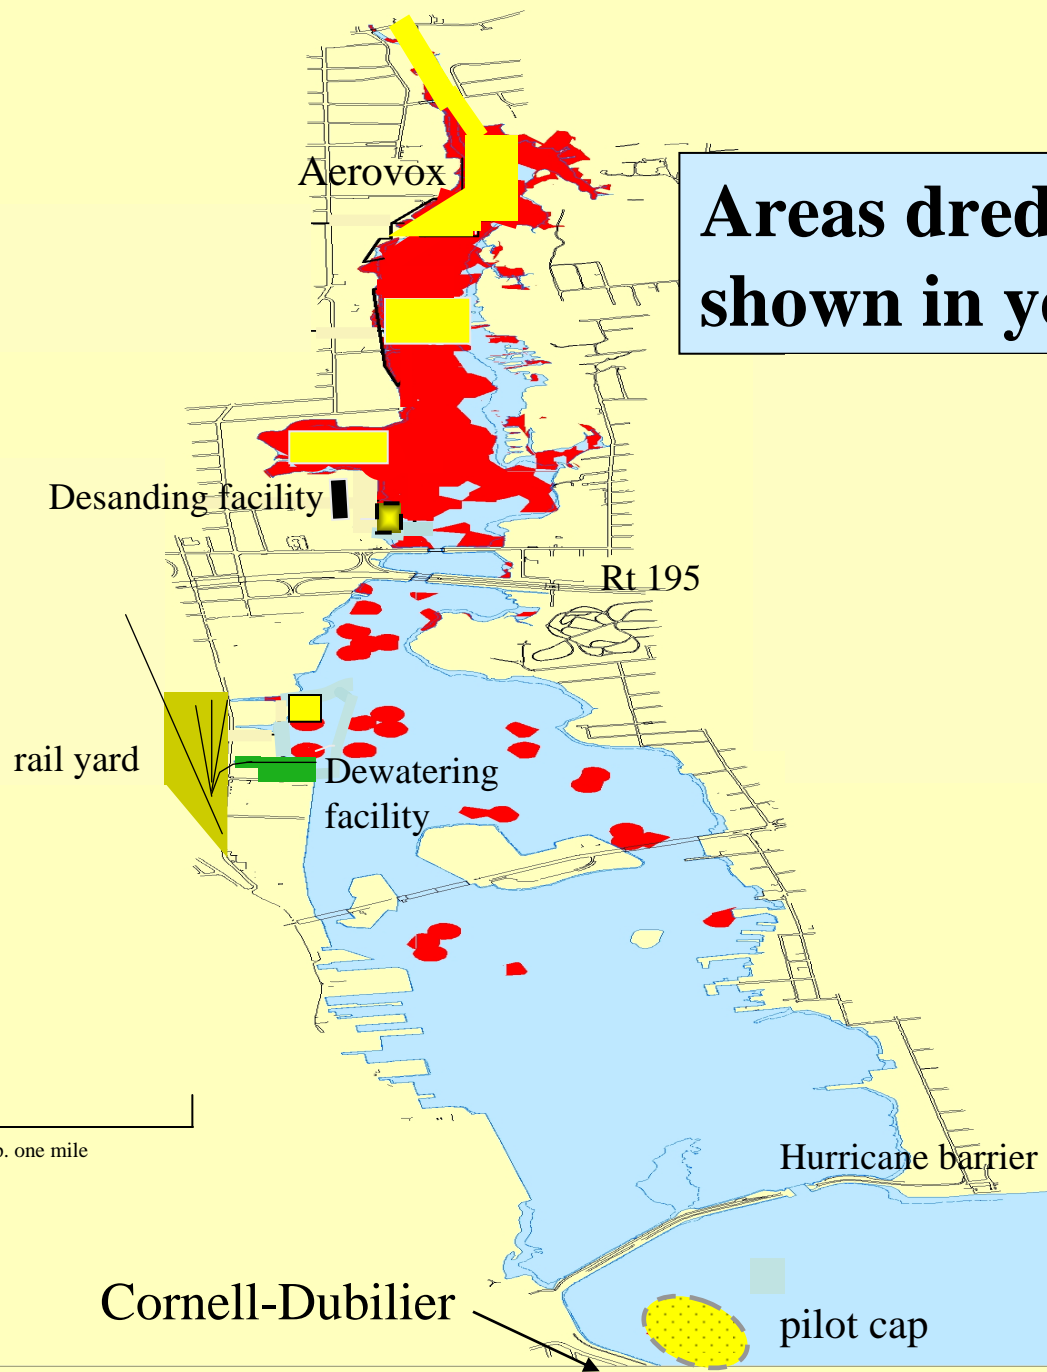 Aerovox
Areas
shown in
Desanding facility
Rt 195
rail yard
Dewatering
facility
one mile
Hurricane barrier
Cornell-Dubilier
pilot cap